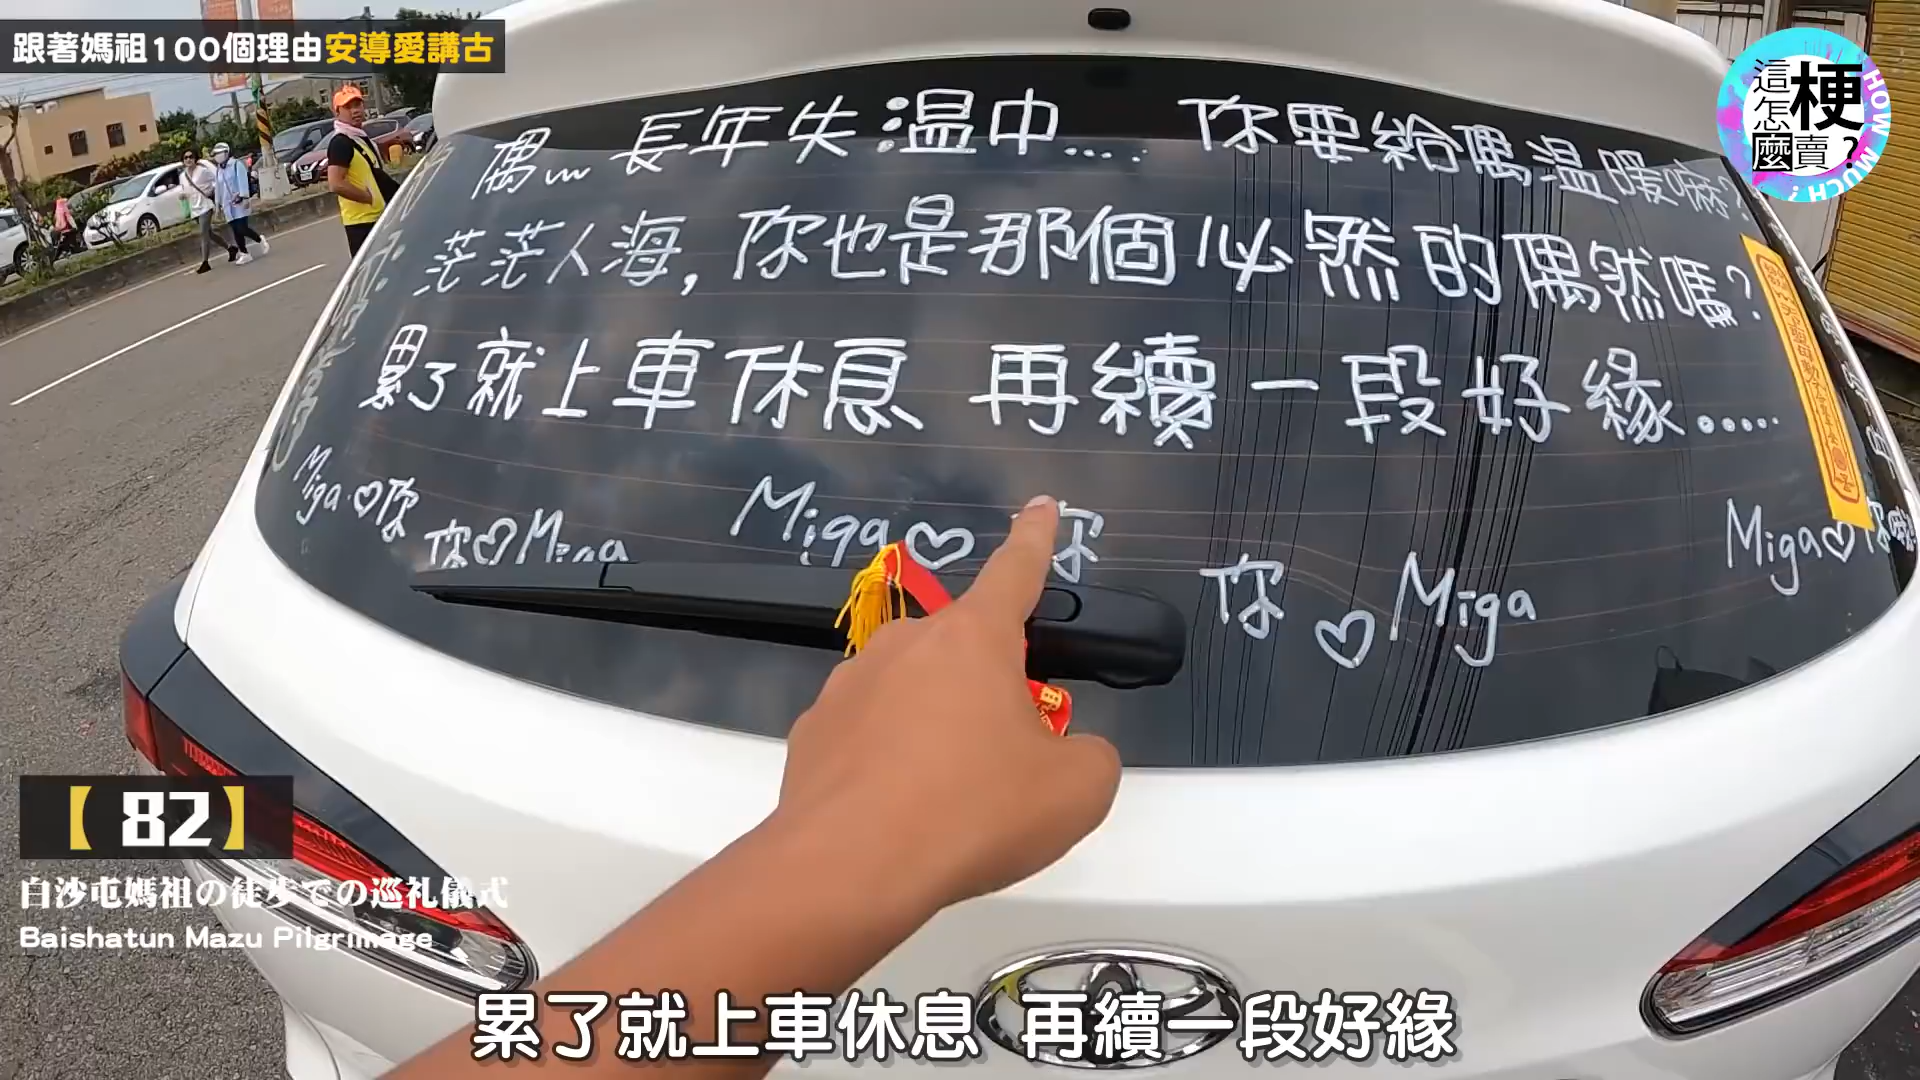 跟著媽祖100個理由安導愛講古
這怎麼梗賣?
HOW MUCH!
偶~~ 長年失溫中.... 你要給偶溫暖嘛?
茫茫人海,你也是那個必然的偶然嗎?
累了就上車休息 再續一段好緣.....
Miga♡你
你♡Miga
Miga♡你
你♡Miga
Miga♡你
【82】
白沙屯媽祖の徒步での巡礼儀式
Baishatun Mazu Pilgrimage
累了就上車休息 再續一段好緣